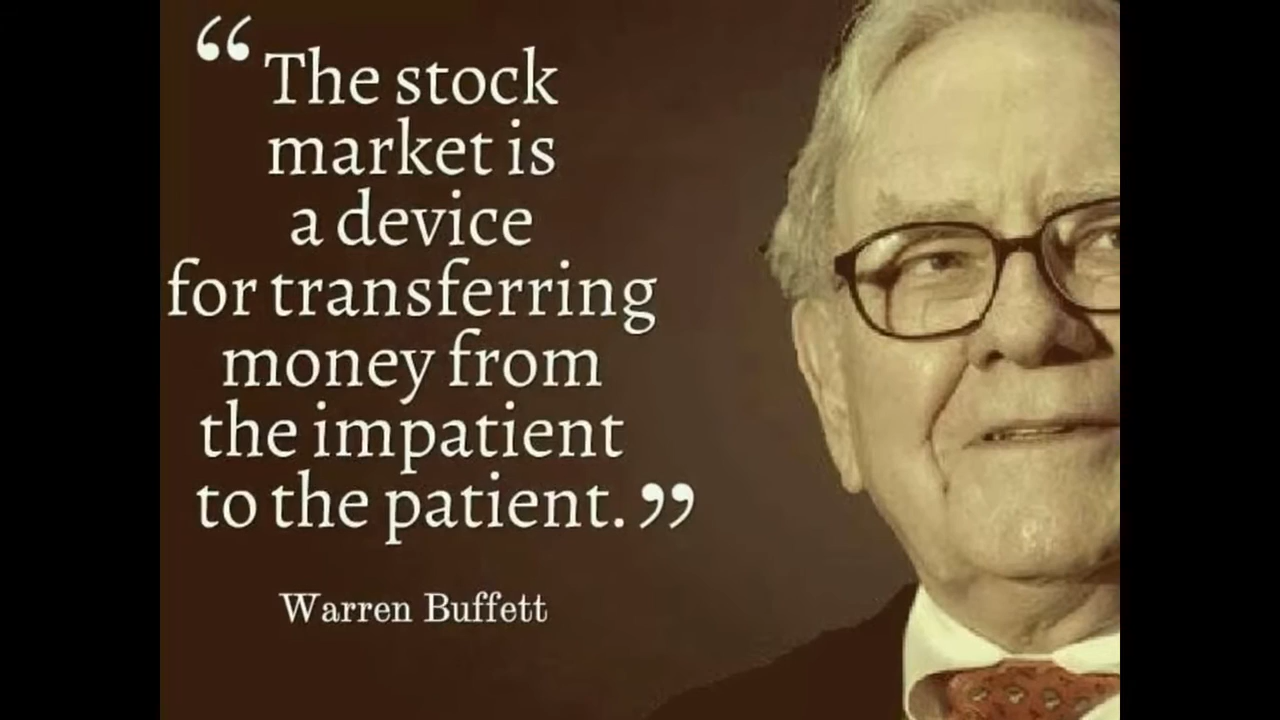 “The stock
market is
a device
for transferring
money from
the impatient
to the patient.”
Warren Buffett